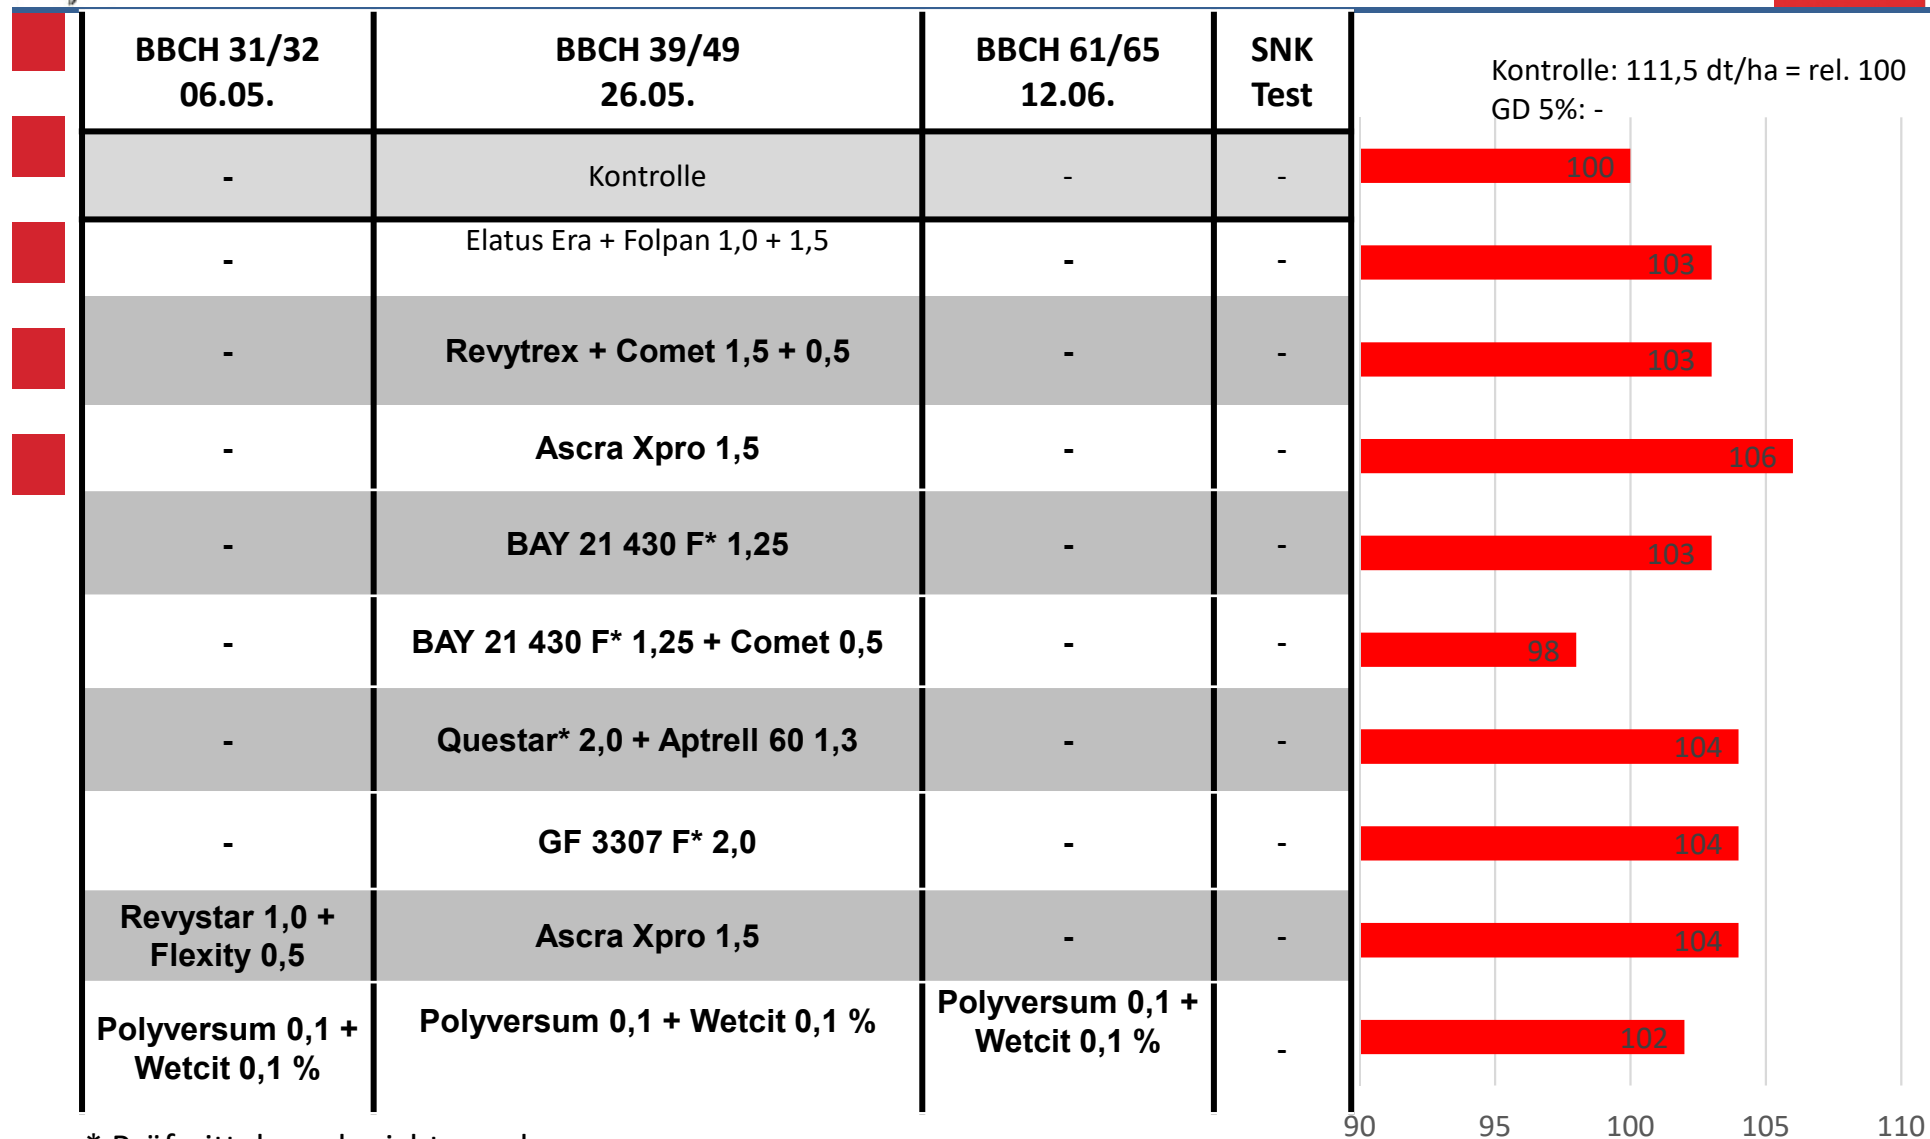 BBCH 31/32
06.05.
BBCH 39/49
26.05.
BBCH 61/65
12.06.
SNK
Test
Kontrolle: 111,5 dt/ha = rel. 100
GD 5%: -
-
Kontrolle
-
-
100
-
Elatus Era + Folpan 1,0 + 1,5
-
-
103
-
Revytrex + Comet 1,5 + 0,5
-
-
103
-
Ascra Xpro 1,5
-
-
106
-
BAY 21 430 F* 1,25
-
-
103
-
BAY 21 430 F* 1,25 + Comet 0,5
-
-
98
-
Questar* 2,0 + Aptrell 60 1,3
-
-
104
-
GF 3307 F* 2,0
-
-
104
Revystar 1,0 +
Flexity 0,5
Ascra Xpro 1,5
-
-
104
Polyversum 0,1 +
Wetcit 0,1 %
Polyversum 0,1 + Wetcit 0,1 %
Polyversum 0,1 +
Wetcit 0,1 %
-
102
90 95 100 105 110